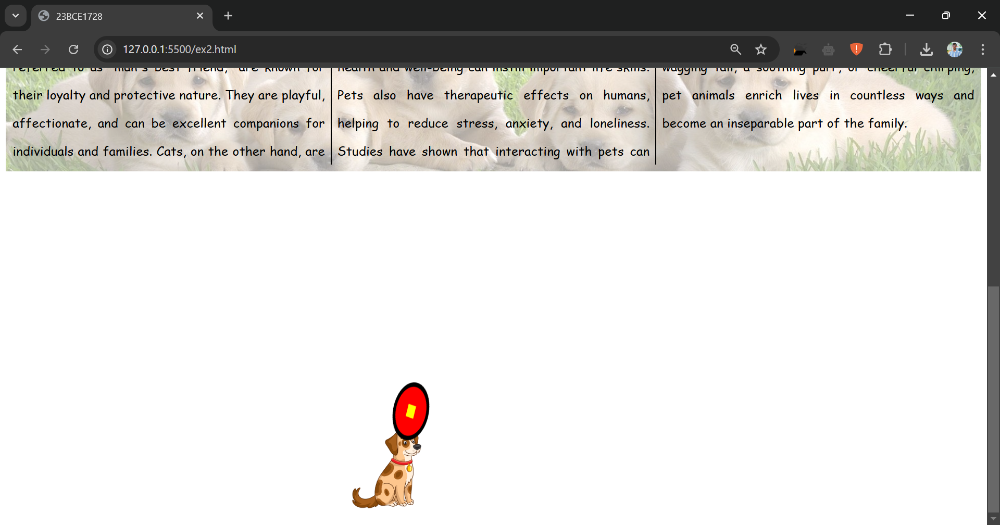 23BCE1728
127.0.0.1:5500/ex2.html
referred to as "man's best friend," are known for
their loyalty and protective nature. They are playful,
affectionate, and can be excellent companions for
individuals and families. Cats, on the other hand, are
health and well-being can instill important life skills.
Pets also have therapeutic effects on humans,
helping to reduce stress, anxiety, and loneliness.
Studies have shown that interacting with pets can
wagging tail, a soothing purr, or cheerful chirping,
pet animals enrich lives in countless ways and
become an inseparable part of the family.